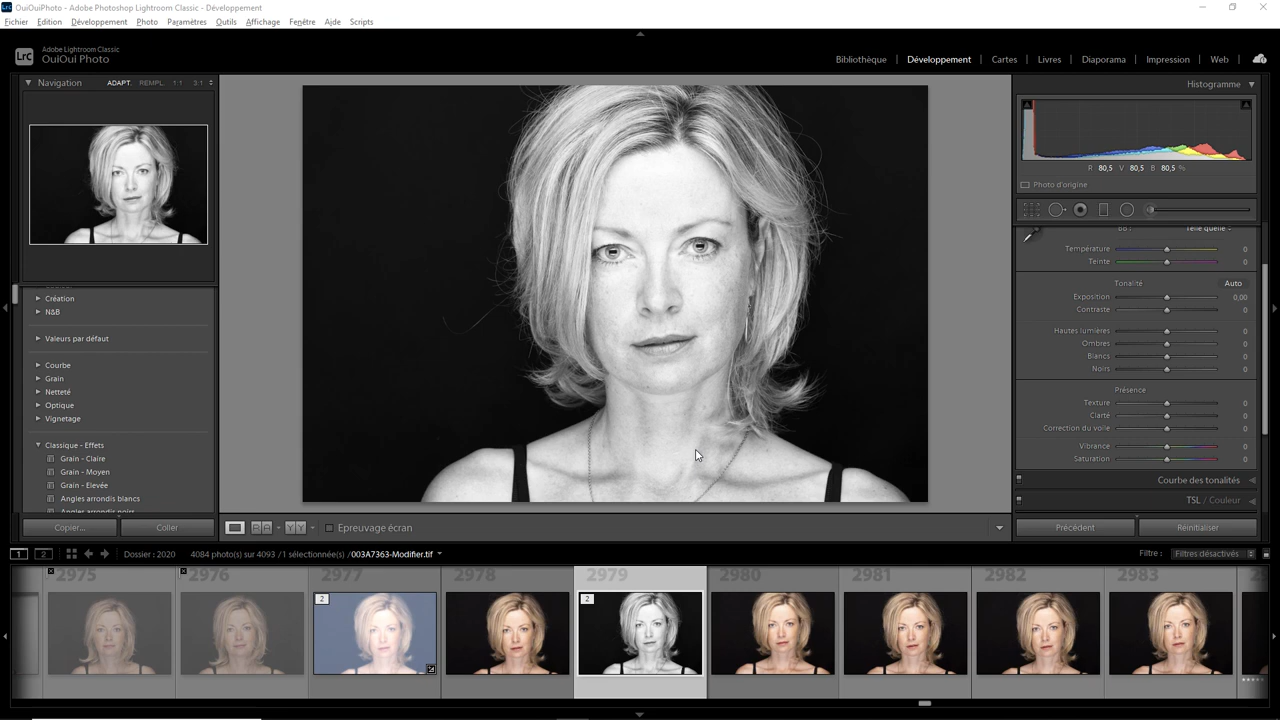 OuiOuiPhoto - Adobe Photoshop Lightroom Classic - Développement
Fichier Edition Développement Photo Paramètres Outils Affichage Fenêtre Aide Scripts
Lrc Adobe Lightroom Classic
OuiOui Photo
Bibliothèque | Développement | Cartes | Livres | Diaporama | Impression | Web
Navigation ADAPT. REMPL. 1:1 3:1
Création
N&B
Valeurs par défaut
Courbe
Grain
Netteté
Optique
Vignetage
Classique - Effets
Grain - Claire
Grain - Moyen
Grain - Elevée
Angles arrondis blancs
Angles arrondis noirs
Copier... Coller
Epreuvage écran
Histogramme
R 80,5 V 80,5 B 80,5 %
Photo d'origine
BB : Telle quelle
Température 0
Teinte 0
Tonalité Auto
Exposition 0,00
Contraste 0
Hautes lumières 0
Ombres 0
Blancs 0
Noirs 0
Présence
Texture 0
Clarté 0
Correction du voile 0
Vibrance 0
Saturation 0
Courbe des tonalités
TSL / Couleur
Précédent Réinitialiser
1 2 Dossier : 2020 4084 photo(s) sur 4093 / 1 sélectionnée(s) / 003A7363-Modifier.tif Filtre : Filtres désactivés
2975 2976 2977 2978 2979 2980 2981 2982 2983
2 2